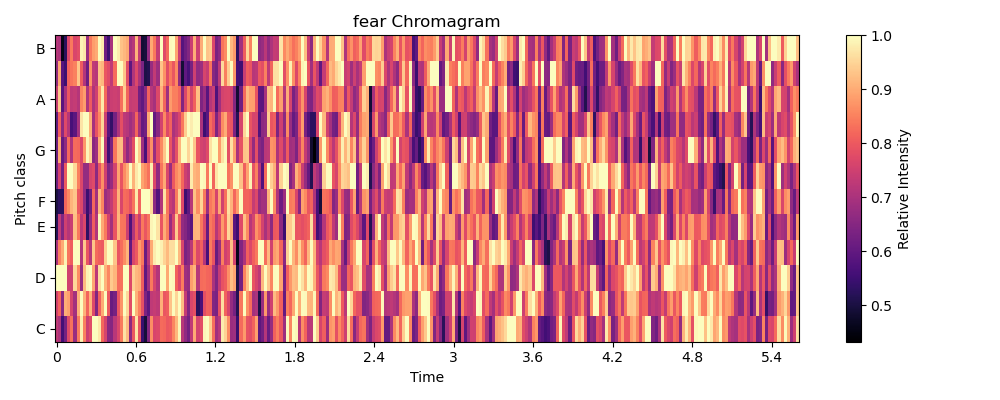 fear Chromagram
Pitch class
B
A
G
F
E
D
C
0 0.6 1.2 1.8 2.4 3 3.6 4.2 4.8 5.4
Time
1.0
0.9
0.8
0.7
0.6
0.5
Relative Intensity